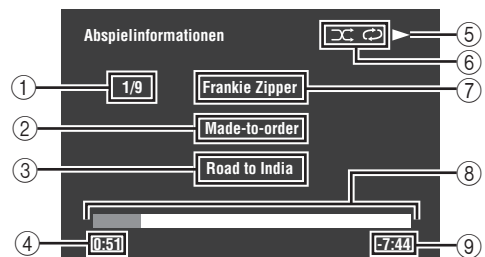 Abspielinformationen
⑤
⑥
① 1/9 Frankie Zipper ⑦
② Made-to-order
③ Road to India
⑧
④ 0:51 -7:44 ⑨